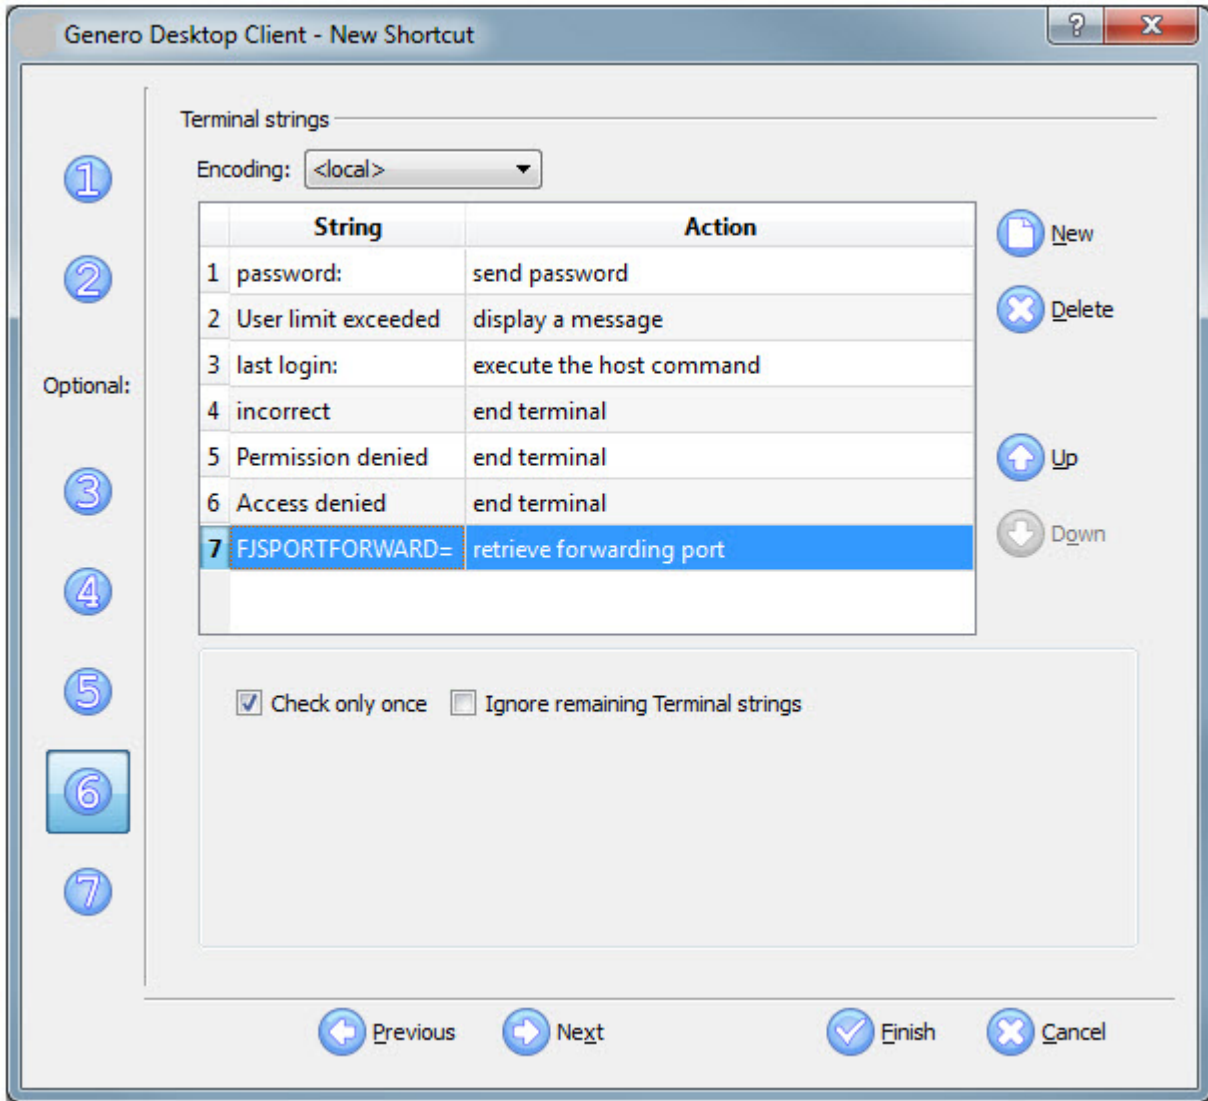 Genero Desktop Client - New Shortcut
?
X
1
2
Optional:
3
4
5
6
7
Terminal strings
Encoding: <local>
String Action
1 password: send password
2 User limit exceeded display a message
3 last login: execute the host command
4 incorrect end terminal
5 Permission denied end terminal
6 Access denied end terminal
7 FJSPORTFORWARD= retrieve forwarding port
New
Delete
Up
Down
Check only once Ignore remaining Terminal strings
Previous Next Finish Cancel